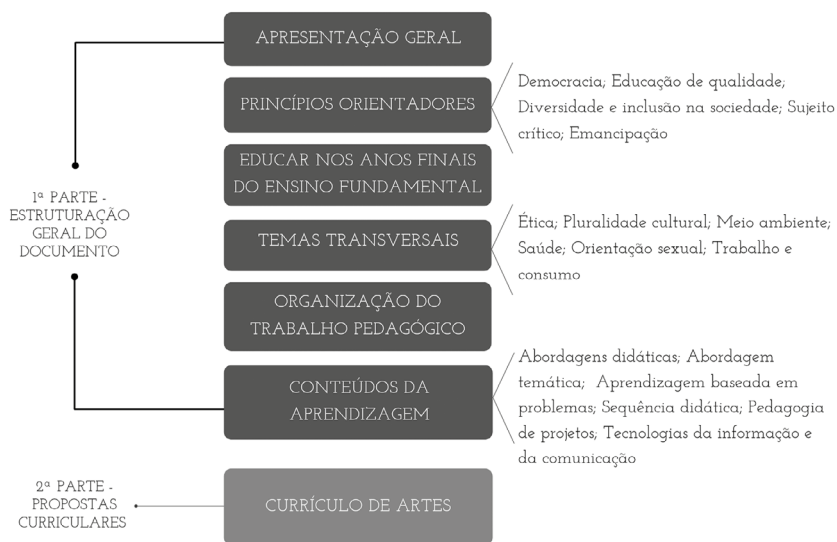 APRESENTAÇÃO GERAL
PRINCÍPIOS ORIENTADORES
Democracia; Educação de qualidade;
Diversidade e inclusão na sociedade; Sujeito
crítico; Emancipação
EDUCAR NOS ANOS FINAIS
DO ENSINO FUNDAMENTAL
1ª PARTE -
ESTRUTURAÇÃO
GERAL DO
DOCUMENTO
TEMAS TRANSVERSAIS
Ética; Pluralidade cultural; Meio ambiente;
Saúde; Orientação sexual; Trabalho e
consumo
ORGANIZAÇÃO DO
TRABALHO PEDAGÓGICO
CONTEÚDOS DA
APRENDIZAGEM
Abordagens didáticas; Abordagem
temática; Aprendizagem baseada em
problemas; Sequência didática; Pedagogia
de projetos; Tecnologias da informação e
da comunicação
2ª PARTE -
PROPOSTAS
CURRICULARES
CURRÍCULO DE ARTES